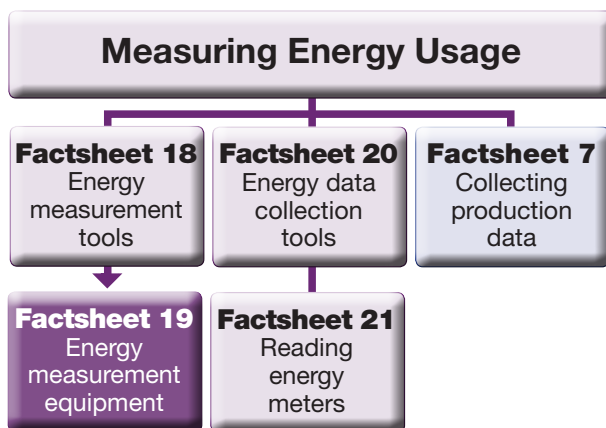 Measuring Energy Usage
Factsheet 18
Energy
measurement
tools
Factsheet 20
Energy data
collection
tools
Factsheet 7
Collecting
production
data
Factsheet 19
Energy
measurement
equipment
Factsheet 21
Reading
energy
meters